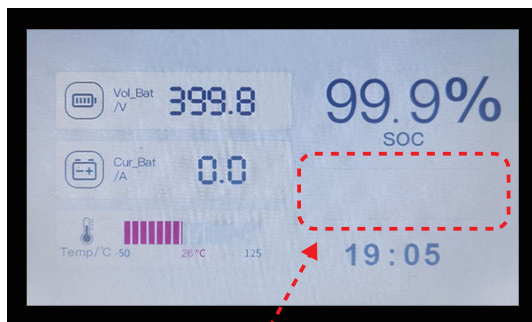 Vol_Bat
/V
399.8
99.9%
SOC
Cur_Bat
/A
0.0
Temp/°C -50 26°C 125
19:05